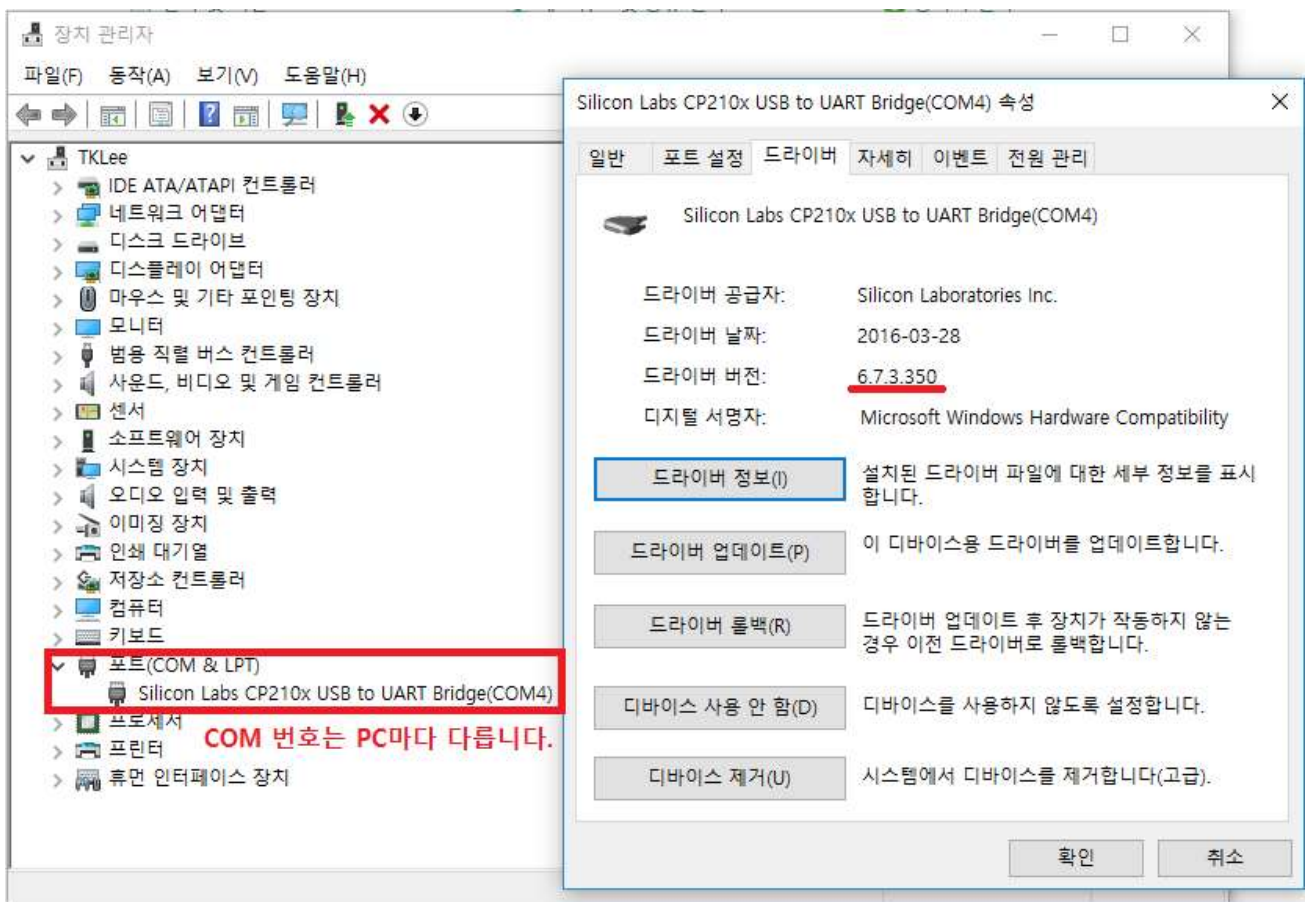 장치 관리자
파일(F) 동작(A) 보기(V) 도움말(H)
TKLee
IDE ATA/ATAPI 컨트롤러
네트워크 어댑터
디스크 드라이브
디스플레이 어댑터
마우스 및 기타 포인팅 장치
모니터
범용 직렬 버스 컨트롤러
사운드, 비디오 및 게임 컨트롤러
센서
소프트웨어 장치
시스템 장치
오디오 입력 및 출력
이미징 장치
인쇄 대기열
저장소 컨트롤러
컴퓨터
키보드
포트(COM & LPT)
Silicon Labs CP210x USB to UART Bridge(COM4)
프로세서
COM 번호는 PC마다 다릅니다.
프린터
휴먼 인터페이스 장치
Silicon Labs CP210x USB to UART Bridge(COM4) 속성
일반 포트 설정 드라이버 자세히 이벤트 전원 관리
Silicon Labs CP210x USB to UART Bridge(COM4)
드라이버 공급자: Silicon Laboratories Inc.
드라이버 날짜: 2016-03-28
드라이버 버전: 6.7.3.350
디지털 서명자: Microsoft Windows Hardware Compatibility
드라이버 정보(I) 설치된 드라이버 파일에 대한 세부 정보를 표시
합니다.
드라이버 업데이트(P) 이 디바이스용 드라이버를 업데이트합니다.
드라이버 롤백(R) 드라이버 업데이트 후 장치가 작동하지 않는
경우 이전 드라이버로 롤백합니다.
디바이스 사용 안 함(D) 디바이스를 사용하지 않도록 설정합니다.
디바이스 제거(U) 시스템에서 디바이스를 제거합니다(고급).
확인 취소